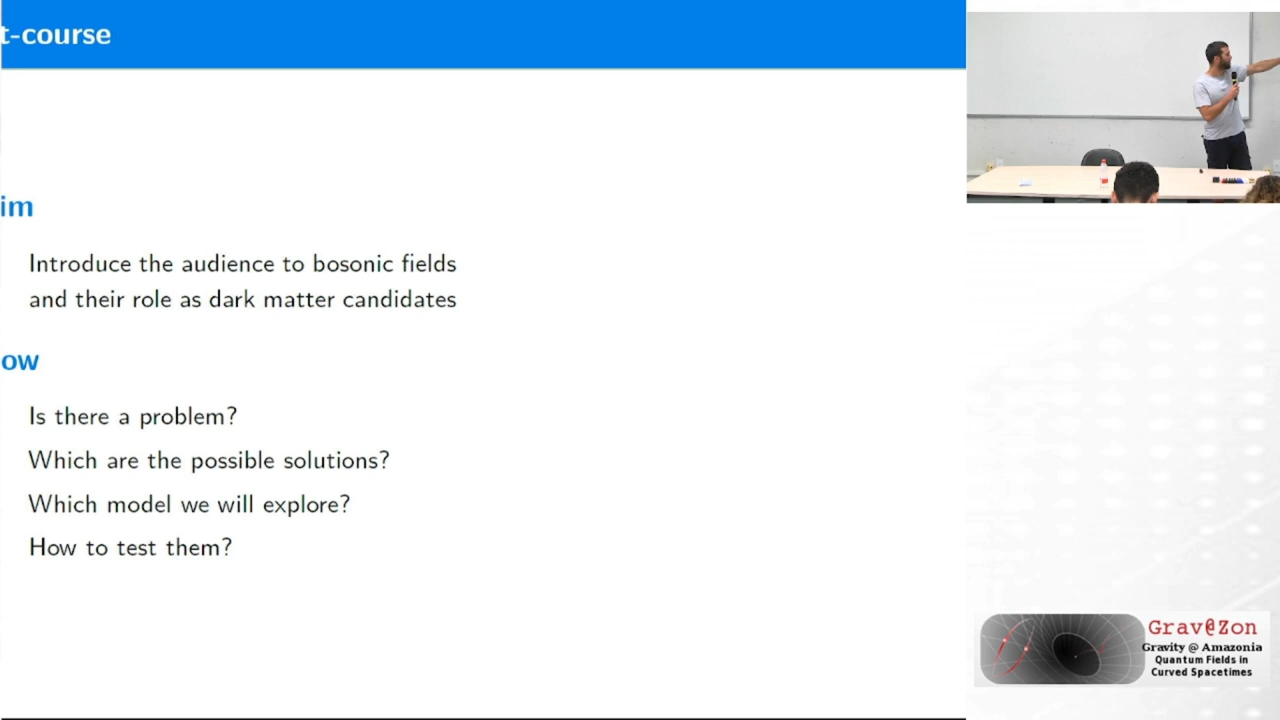 t-course
im
Introduce the audience to bosonic fields
and their role as dark matter candidates
ow
Is there a problem?
Which are the possible solutions?
Which model we will explore?
How to test them?
Grav@Zon
Gravity @ Amazonia
Quantum Fields in
Curved Spacetimes